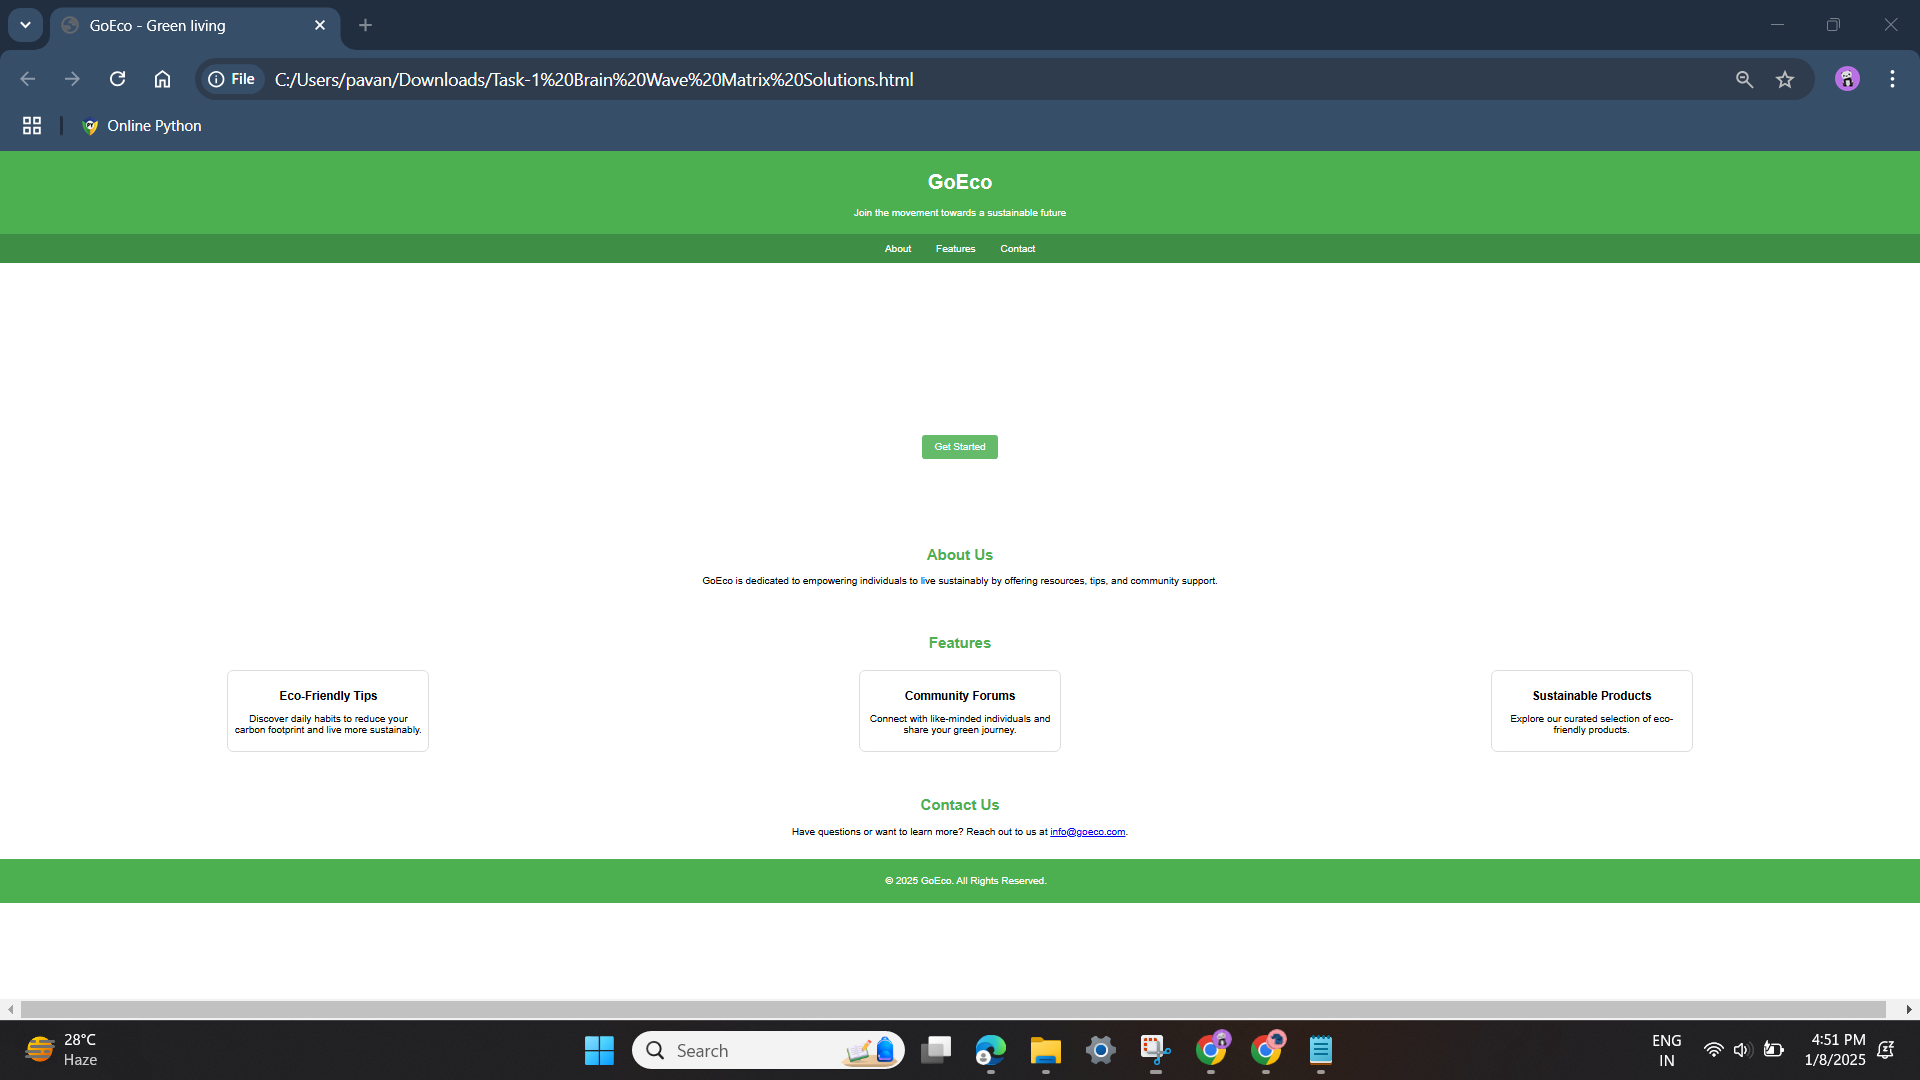 GoEco - Green living
File
C:/Users/pavan/Downloads/Task-1%20Brain%20Wave%20Matrix%20Solutions.html
Online Python
GoEco
Join the movement towards a sustainable future
About Features Contact
Get Started
About Us
GoEco is dedicated to empowering individuals to live sustainably by offering resources, tips, and community support.
Features
Eco-Friendly Tips
Discover daily habits to reduce your
carbon footprint and live more sustainably.
Community Forums
Connect with like-minded individuals and
share your green journey.
Sustainable Products
Explore our curated selection of eco-
friendly products.
Contact Us
Have questions or want to learn more? Reach out to us at info@goeco.com.
© 2025 GoEco. All Rights Reserved.
28°C
Haze
Search
ENG
IN
4:51 PM
1/8/2025